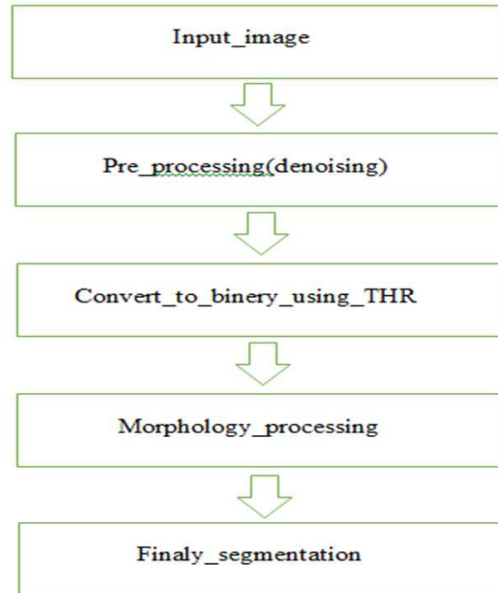 Input_image
Pre_processing(denoising)
Convert_to_binery_using_THR
Morphology_processing
Finaly_segmentation